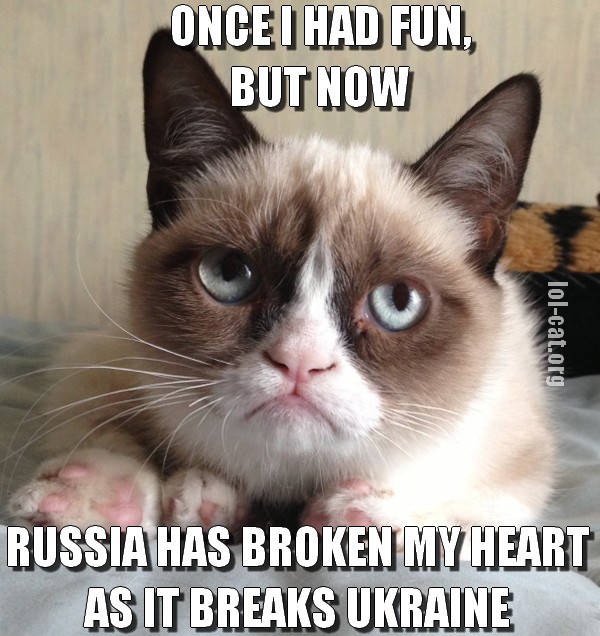 ONCE I HAD FUN,
BUT NOW
lol-cat.org
RUSSIA HAS BROKEN MY HEART
AS IT BREAKS UKRAINE